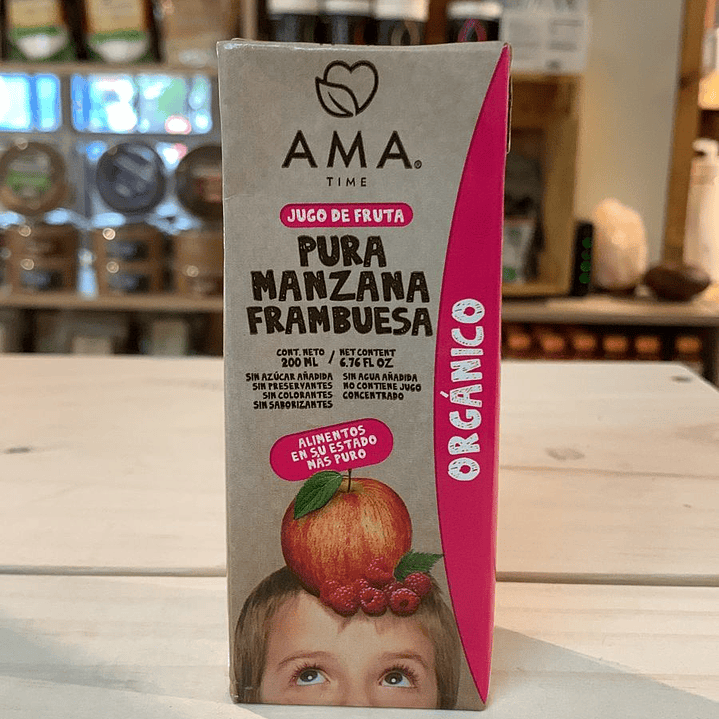 AMA®
TIME
JUGO DE FRUTA
PURA
MANZANA
FRAMBUESA
CONT. NETO / NET CONTENT
200 ML / 6.76 FL OZ
SIN AZÚCAR AÑADIDA
SIN PRESERVANTES
SIN COLORANTES
SIN SABORIZANTES
SIN AGUA AÑADIDA
NO CONTIENE JUGO
CONCENTRADO
ALIMENTOS
EN SU ESTADO
MÁS PURO
ORGÁNICO